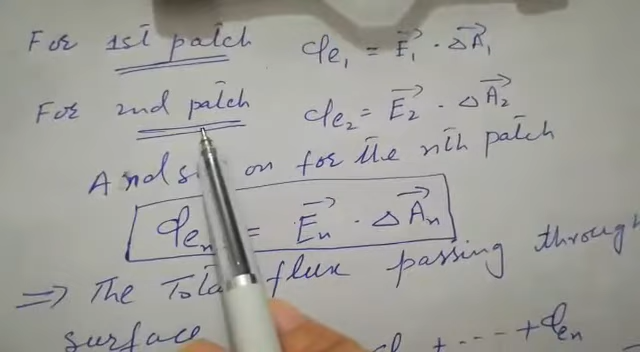 For 1st patch Φe₁ = E₁⃗ · ΔA₁⃗
For 2nd patch Φe₂ = E₂⃗ · ΔA₂⃗
And so on for the nth patch
Φeₙ = Eₙ⃗ · ΔAₙ⃗
⇒ The Total flux passing through
surface + ---- + Φeₙ